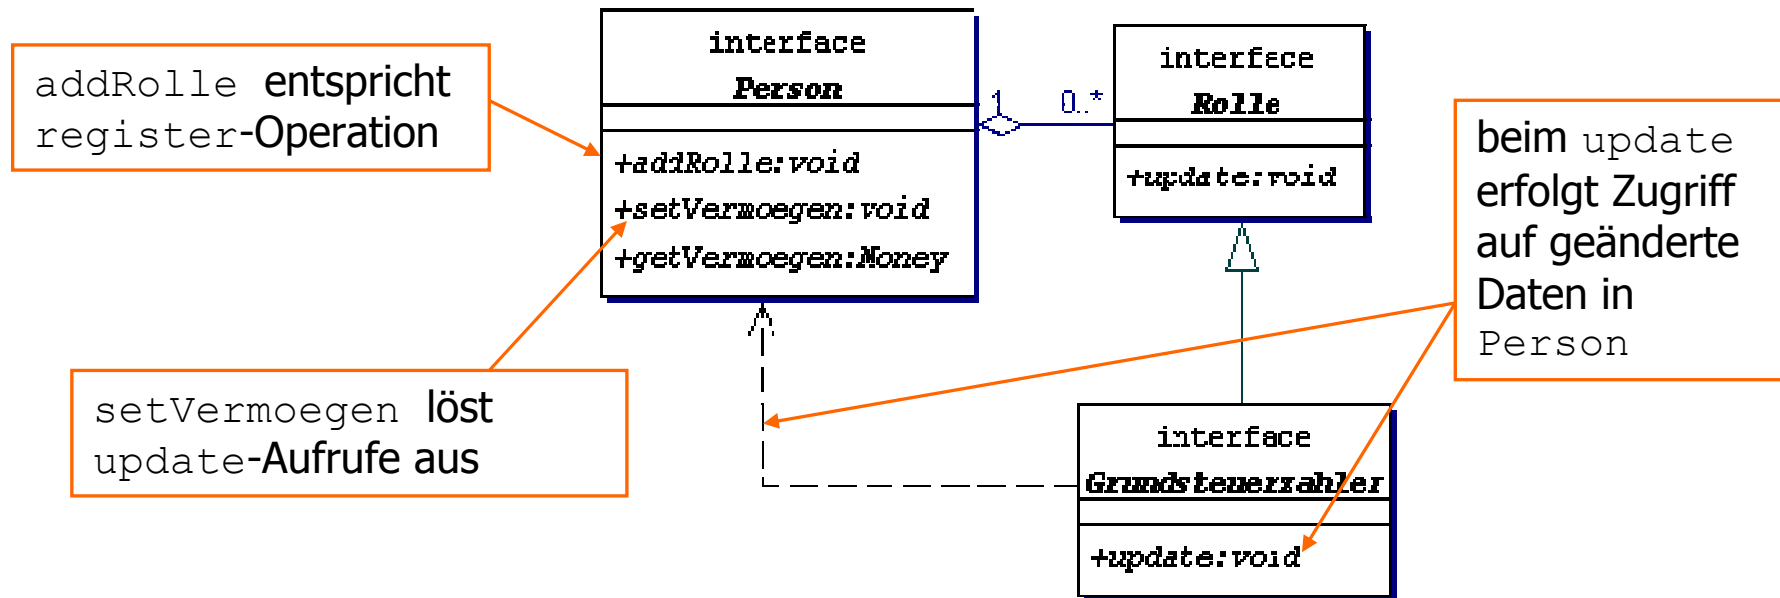 addRolle entspricht
register-Operation
setVermoegen löst
update-Aufrufe aus
interface
Person
+addRolle:void
+setVermoegen:void
+getVermoegen:Money
1
0..*
interface
Rolle
+update:void
interface
Grundsteuerzahler
+update:void
beim update
erfolgt Zugriff
auf geänderte
Daten in
Person